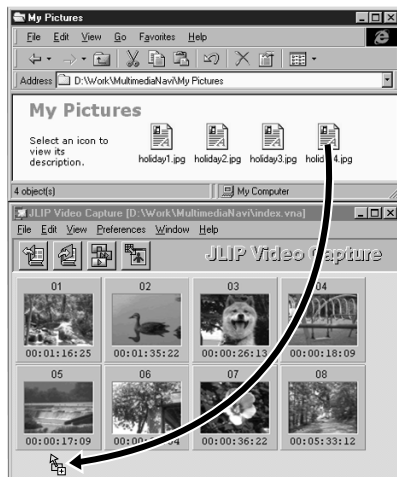 My Pictures
File Edit View Go Favorites Help
Address D:\Work\MultimediaNavi\My Pictures
My Pictures
Select an icon to
view its
description.
holiday1.jpg holiday2.jpg holiday3.jpg 4.jpg
4 object(s) My Computer
JLIP Video Capture [D:\Work\MultimediaNavi\index.vna]
File Edit View Preferences Window Help
JLIP Video Capture
01 02 03 04
00:01:16:25 00:01:35:22 00:00:26:13 00:00:18:09
05 06 07 08
00:00:17:09 00:00:36:22 00:05:33:12